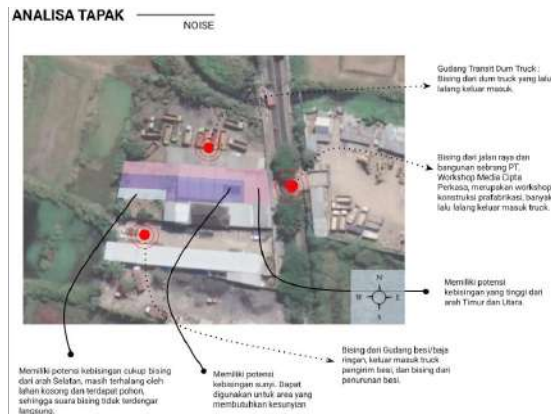 ANALISA TAPAK
NOISE
Gudang Transit Dum Truck :
Bising dari dum truck yang lalu
lalang keluar masuk.
Bising dari jalan raya dan
bangunan sebrang PT.
Workshop Media Cipta
Perkasa, merupakan workshop
konstruksi prafabrikasi, banyak
lalu lalang keluar masuk truck.
N
W E
S
Memiliki potensi
kebisingan yang tinggi dari
arah Timur dan Utara.
Bising dari Gudang besi/baja
ringan, keluar masuk truck
pengirim besi, dan bising dari
penurunan besi.
Memiliki potensi
kebisingan sunyi. Dapat
digunakan untuk area yang
membutuhkan kesunyian
Memiliki potensi kebisingan cukup bising
dari arah Selatan, masih terhalang oleh
lahan kosong dan terdapat pohon,
sehingga suara bising tidak terdengar
langsung.